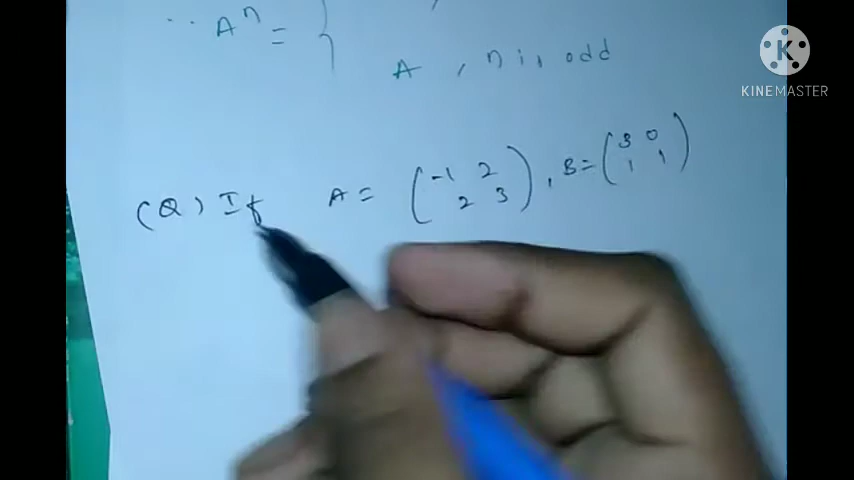 ∴ Aⁿ = {
A , n is odd
(Q) If A = (-1 2
2 3) , B = (3 0
1 1)
KINEMASTER